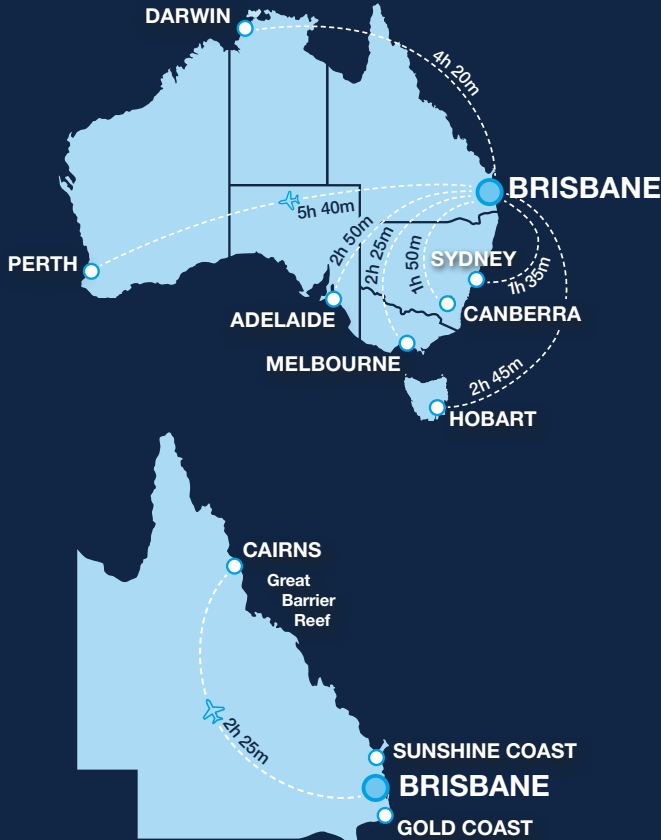 DARWIN
4h 20m
BRISBANE
5h 40m
2h 50m
2h 25m
1h 50m
SYDNEY
1h 35m
PERTH
ADELAIDE
CANBERRA
MELBOURNE
2h 45m
HOBART
CAIRNS
Great
Barrier
Reef
2h 25m
SUNSHINE COAST
BRISBANE
GOLD COAST